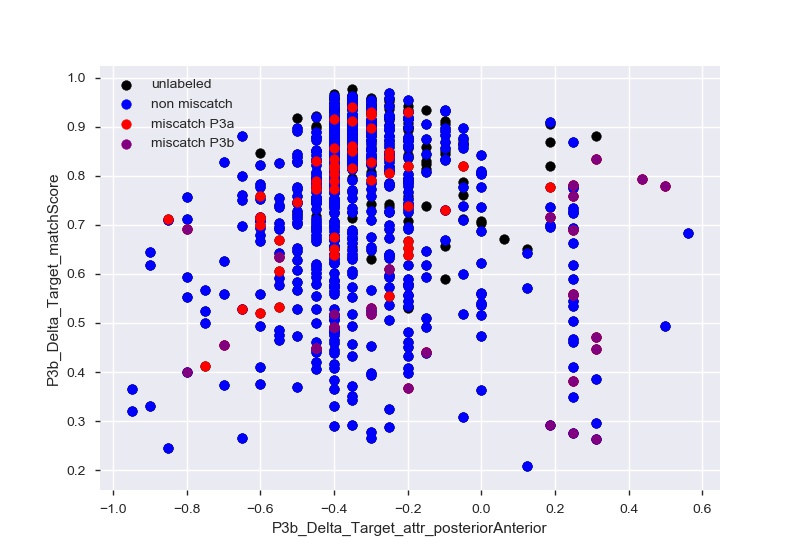 unlabeled
non miscatch
miscatch P3a
miscatch P3b
1.0
0.9
0.8
0.7
0.6
0.5
0.4
0.3
0.2
P3b_Delta_Target_matchScore
−1.0 −0.8 −0.6 −0.4 −0.2 0.0 0.2 0.4 0.6
P3b_Delta_Target_attr_posteriorAnterior